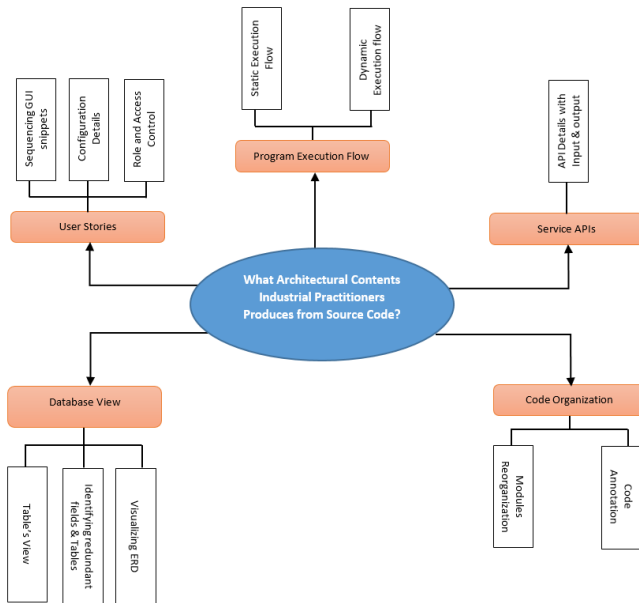 Sequencing GUI
snippets
Configuration
Details
Role and Access
Control
User Stories
Static Execution
Flow
Dynamic
Execution flow
Program Execution Flow
API Details with
Input & output
Service APIs
What Architectural Contents
Industrial Practitioners
Produces from Source Code?
Database View
Table's View
Identifying redundant
fields & Tables
Visualizing ERD
Code Organization
Modules
Reorganization
Code
Annotation